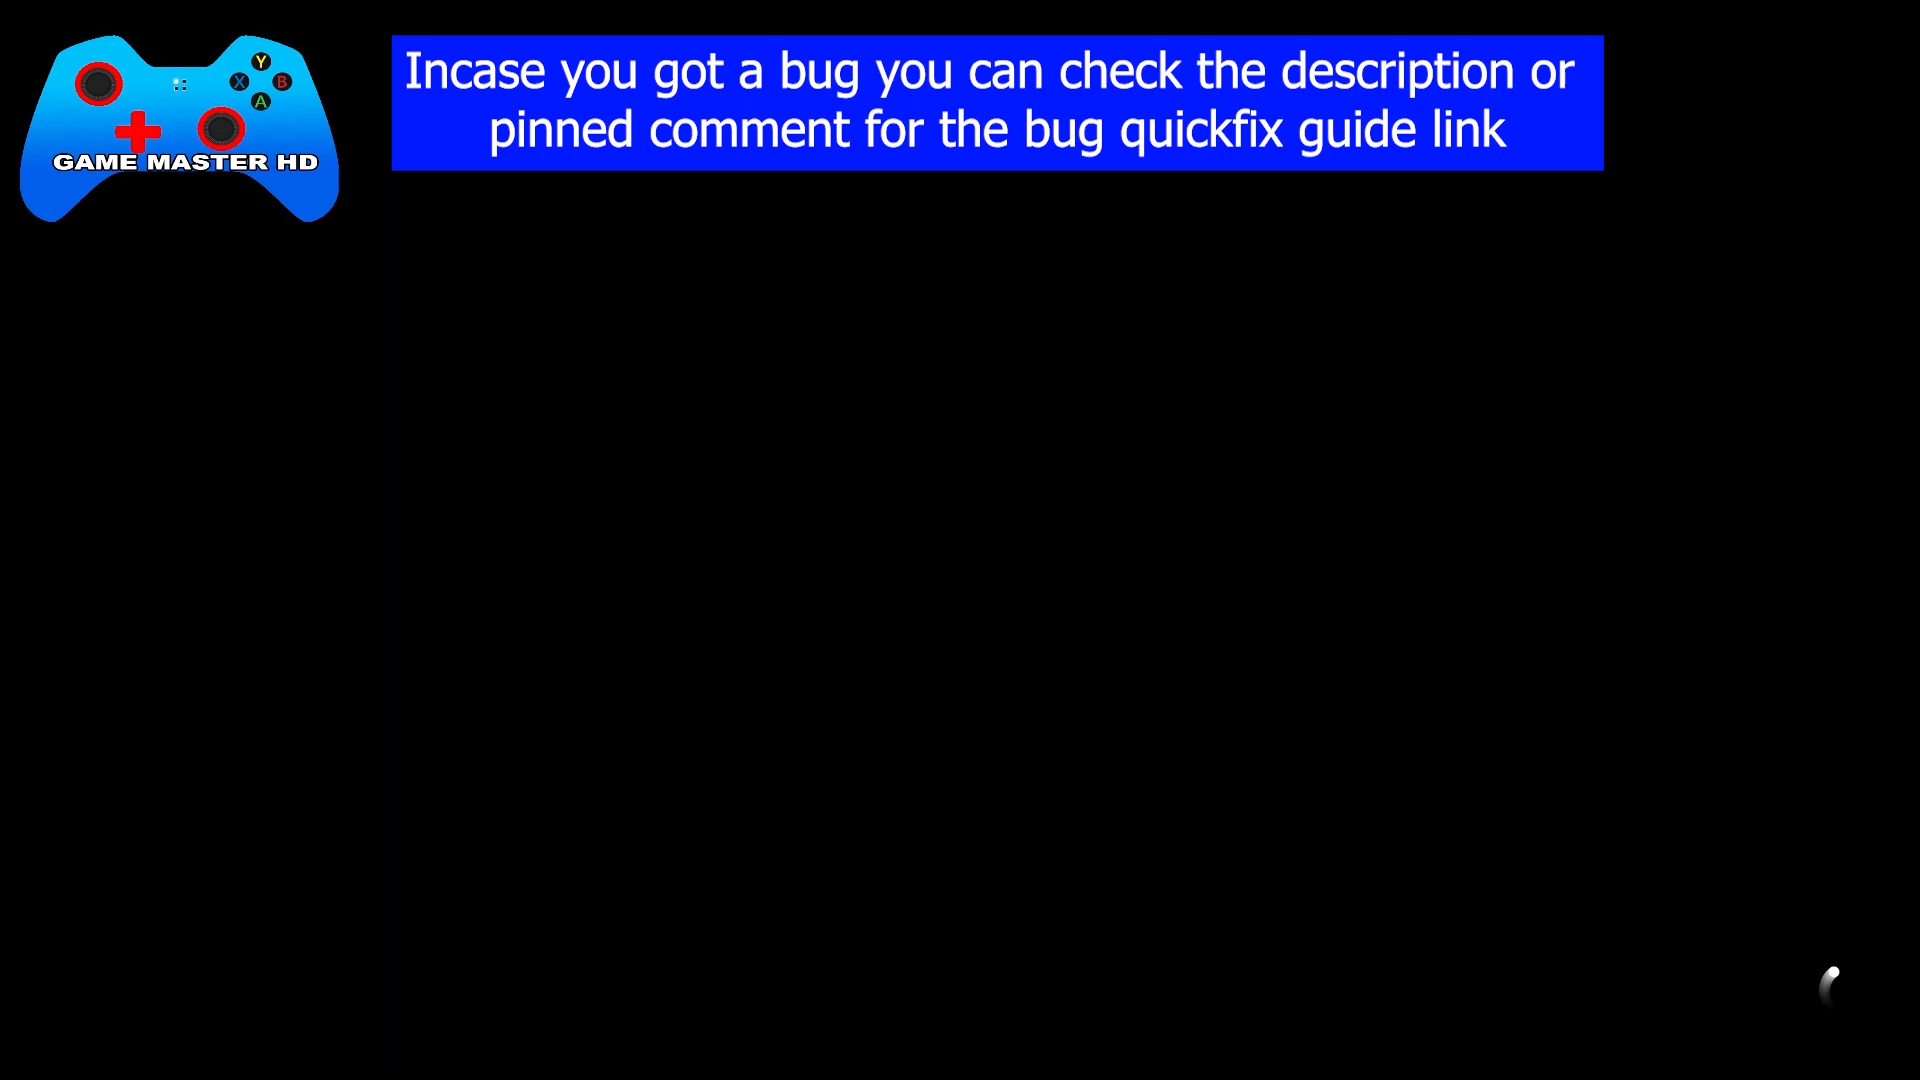 Y
X B
A
GAME MASTER HD
Incase you got a bug you can check the description or
pinned comment for the bug quickfix guide link